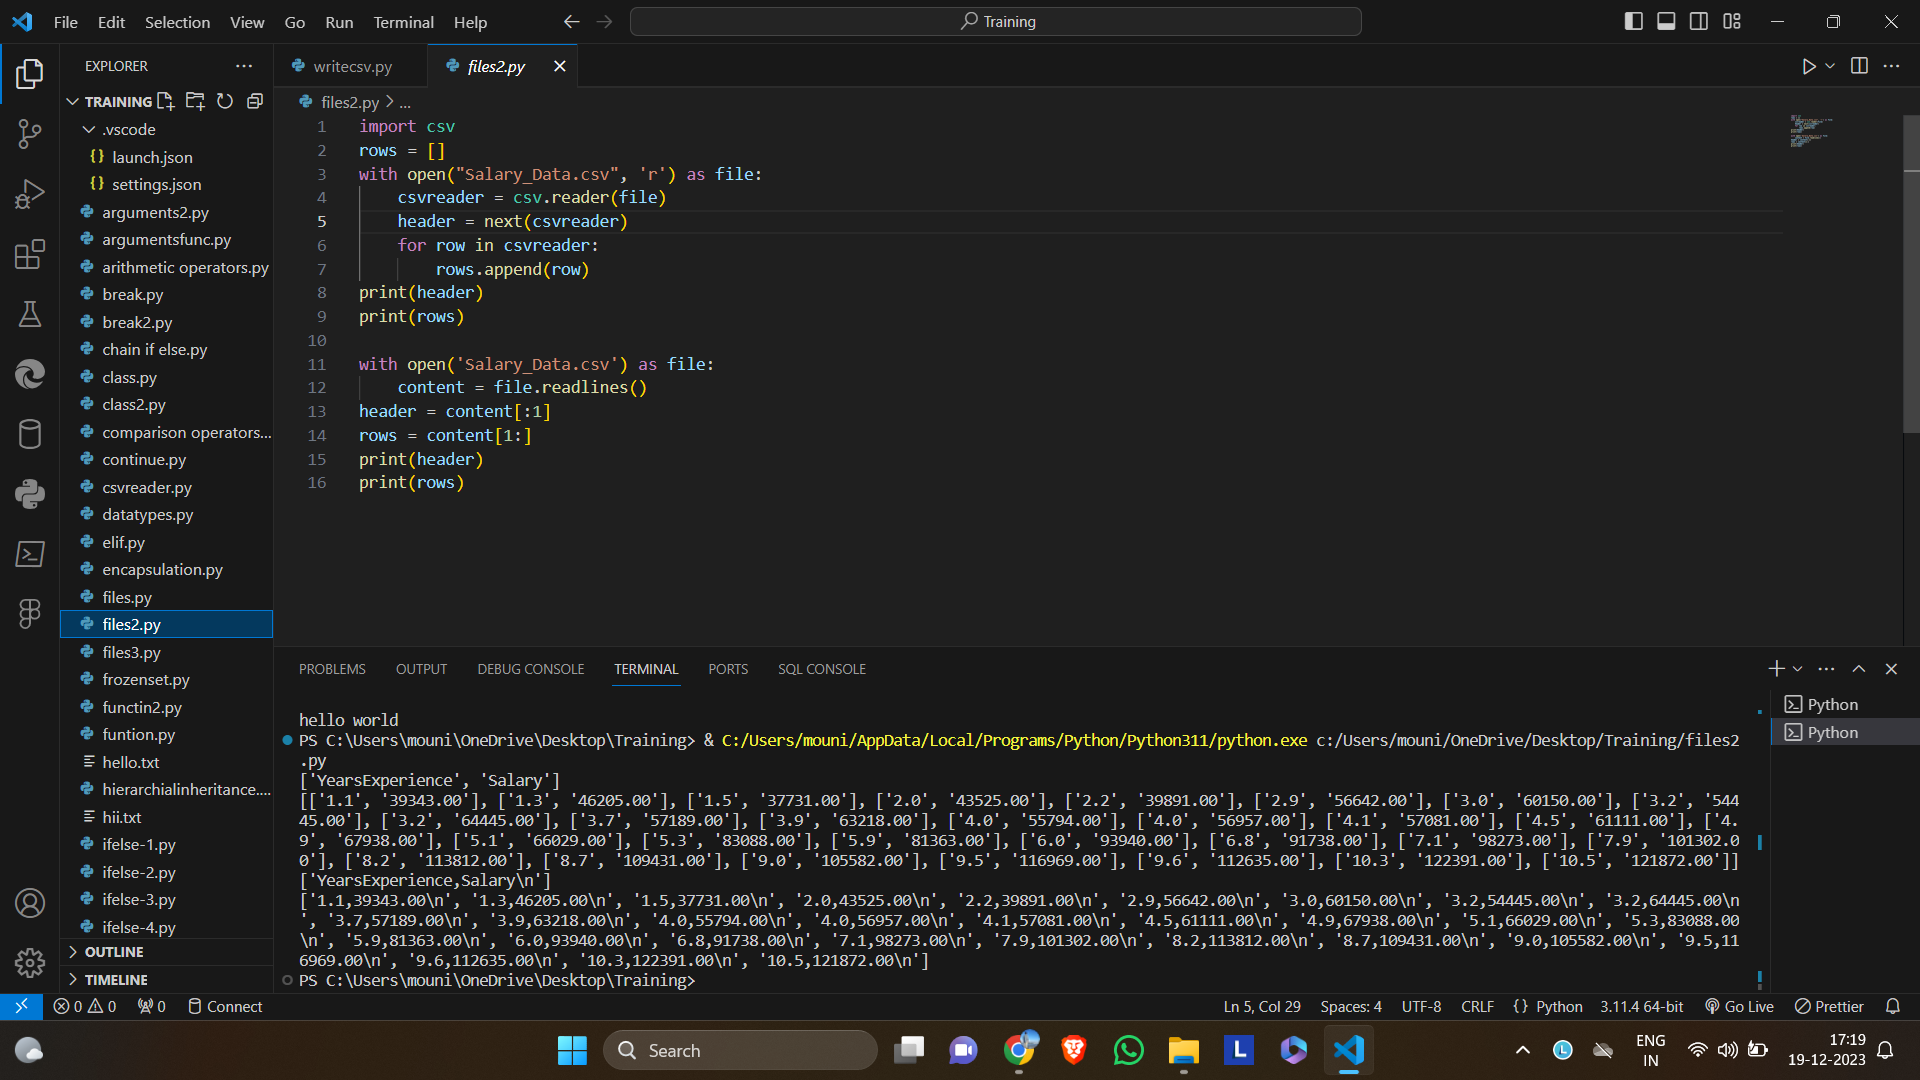 File Edit Selection View Go Run Terminal Help
Training
EXPLORER
TRAINING
.vscode
launch.json
settings.json
arguments2.py
argumentsfunc.py
arithmetic operators.py
break.py
break2.py
chain if else.py
class.py
class2.py
comparison operators...
continue.py
csvreader.py
datatypes.py
elif.py
encapsulation.py
files.py
files2.py
files3.py
frozenset.py
functin2.py
funtion.py
hello.txt
hierarchialinheritance....
hii.txt
ifelse-1.py
ifelse-2.py
ifelse-3.py
ifelse-4.py
OUTLINE
TIMELINE
writecsv.py files2.py
files2.py > ...
1 import csv
2 rows = []
3 with open("Salary_Data.csv", 'r') as file:
4 csvreader = csv.reader(file)
5 header = next(csvreader)
6 for row in csvreader:
7 rows.append(row)
8 print(header)
9 print(rows)
10
11 with open('Salary_Data.csv') as file:
12 content = file.readlines()
13 header = content[:1]
14 rows = content[1:]
15 print(header)
16 print(rows)
PROBLEMS OUTPUT DEBUG CONSOLE TERMINAL PORTS SQL CONSOLE
hello world
PS C:\Users\mouni\OneDrive\Desktop\Training> & C:/Users/mouni/AppData/Local/Programs/Python/Python311/python.exe c:/Users/mouni/OneDrive/Desktop/Training/files2
.py
['YearsExperience', 'Salary']
[['1.1', '39343.00'], ['1.3', '46205.00'], ['1.5', '37731.00'], ['2.0', '43525.00'], ['2.2', '39891.00'], ['2.9', '56642.00'], ['3.0', '60150.00'], ['3.2', '544
45.00'], ['3.2', '64445.00'], ['3.7', '57189.00'], ['3.9', '63218.00'], ['4.0', '55794.00'], ['4.0', '56957.00'], ['4.1', '57081.00'], ['4.5', '61111.00'], ['4.
9', '67938.00'], ['5.1', '66029.00'], ['5.3', '83088.00'], ['5.9', '81363.00'], ['6.0', '93940.00'], ['6.8', '91738.00'], ['7.1', '98273.00'], ['7.9', '101302.0
0'], ['8.2', '113812.00'], ['8.7', '109431.00'], ['9.0', '105582.00'], ['9.5', '116969.00'], ['9.6', '112635.00'], ['10.3', '122391.00'], ['10.5', '121872.00']]
['YearsExperience,Salary\n']
['1.1,39343.00\n', '1.3,46205.00\n', '1.5,37731.00\n', '2.0,43525.00\n', '2.2,39891.00\n', '2.9,56642.00\n', '3.0,60150.00\n', '3.2,54445.00\n', '3.2,64445.00\n
', '3.7,57189.00\n', '3.9,63218.00\n', '4.0,55794.00\n', '4.0,56957.00\n', '4.1,57081.00\n', '4.5,61111.00\n', '4.9,67938.00\n', '5.1,66029.00\n', '5.3,83088.00
\n', '5.9,81363.00\n', '6.0,93940.00\n', '6.8,91738.00\n', '7.1,98273.00\n', '7.9,101302.00\n', '8.2,113812.00\n', '8.7,109431.00\n', '9.0,105582.00\n', '9.5,11
6969.00\n', '9.6,112635.00\n', '10.3,122391.00\n', '10.5,121872.00\n']
PS C:\Users\mouni\OneDrive\Desktop\Training>
Python
Python
0 0 0 Connect
Ln 5, Col 29 Spaces: 4 UTF-8 CRLF {} Python 3.11.4 64-bit Go Live Prettier
Search
L
L
ENG
IN
17:19
19-12-2023